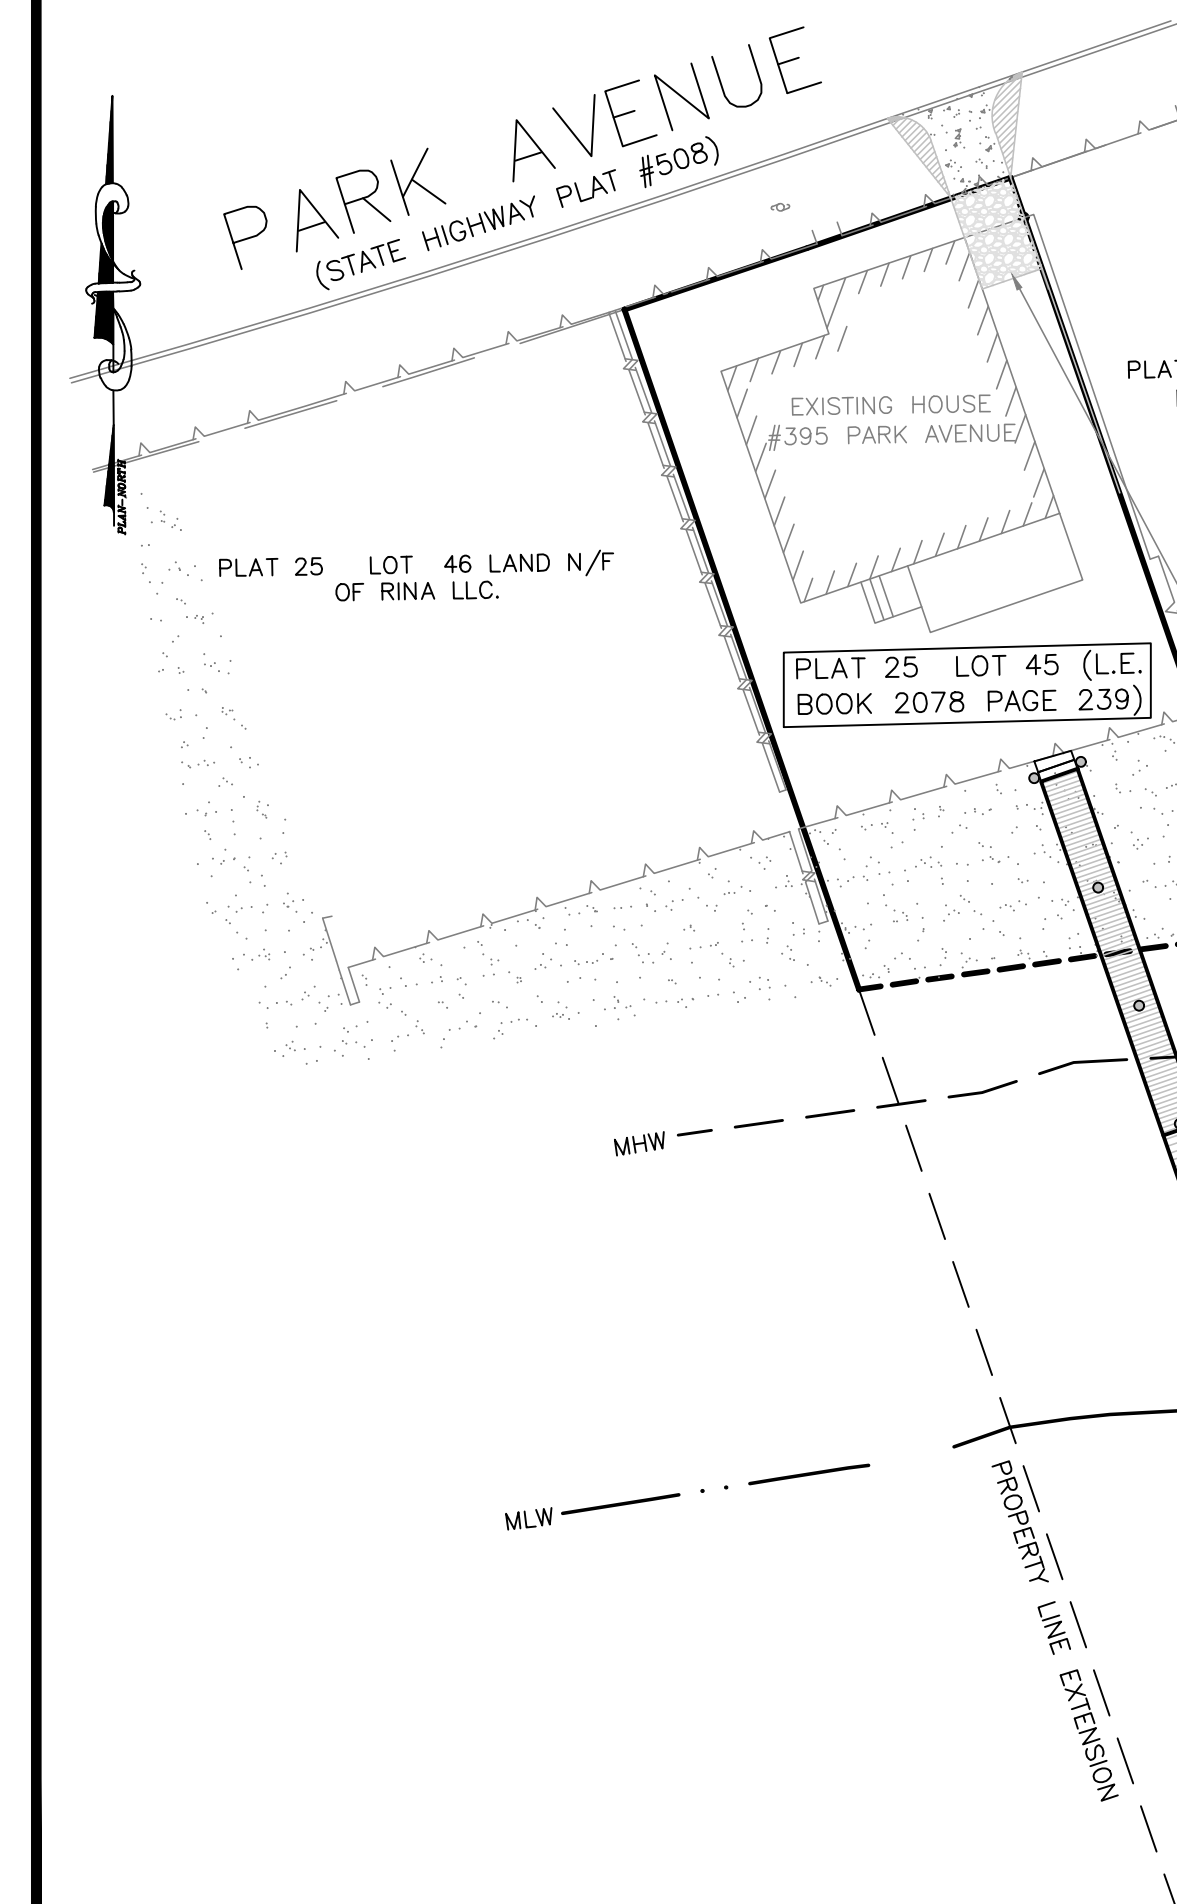 PARK AVENUE
(STATE HIGHWAY PLAT #508)
PLAN-NORTH
EXISTING HOUSE
#395 PARK AVENUE
PLAT
PLAT 25 LOT 46 LAND N/F
OF RINA LLC.
PLAT 25 LOT 45 (L.E.
BOOK 2078 PAGE 239)
MHW
MLW
PROPERTY LINE EXTENSION